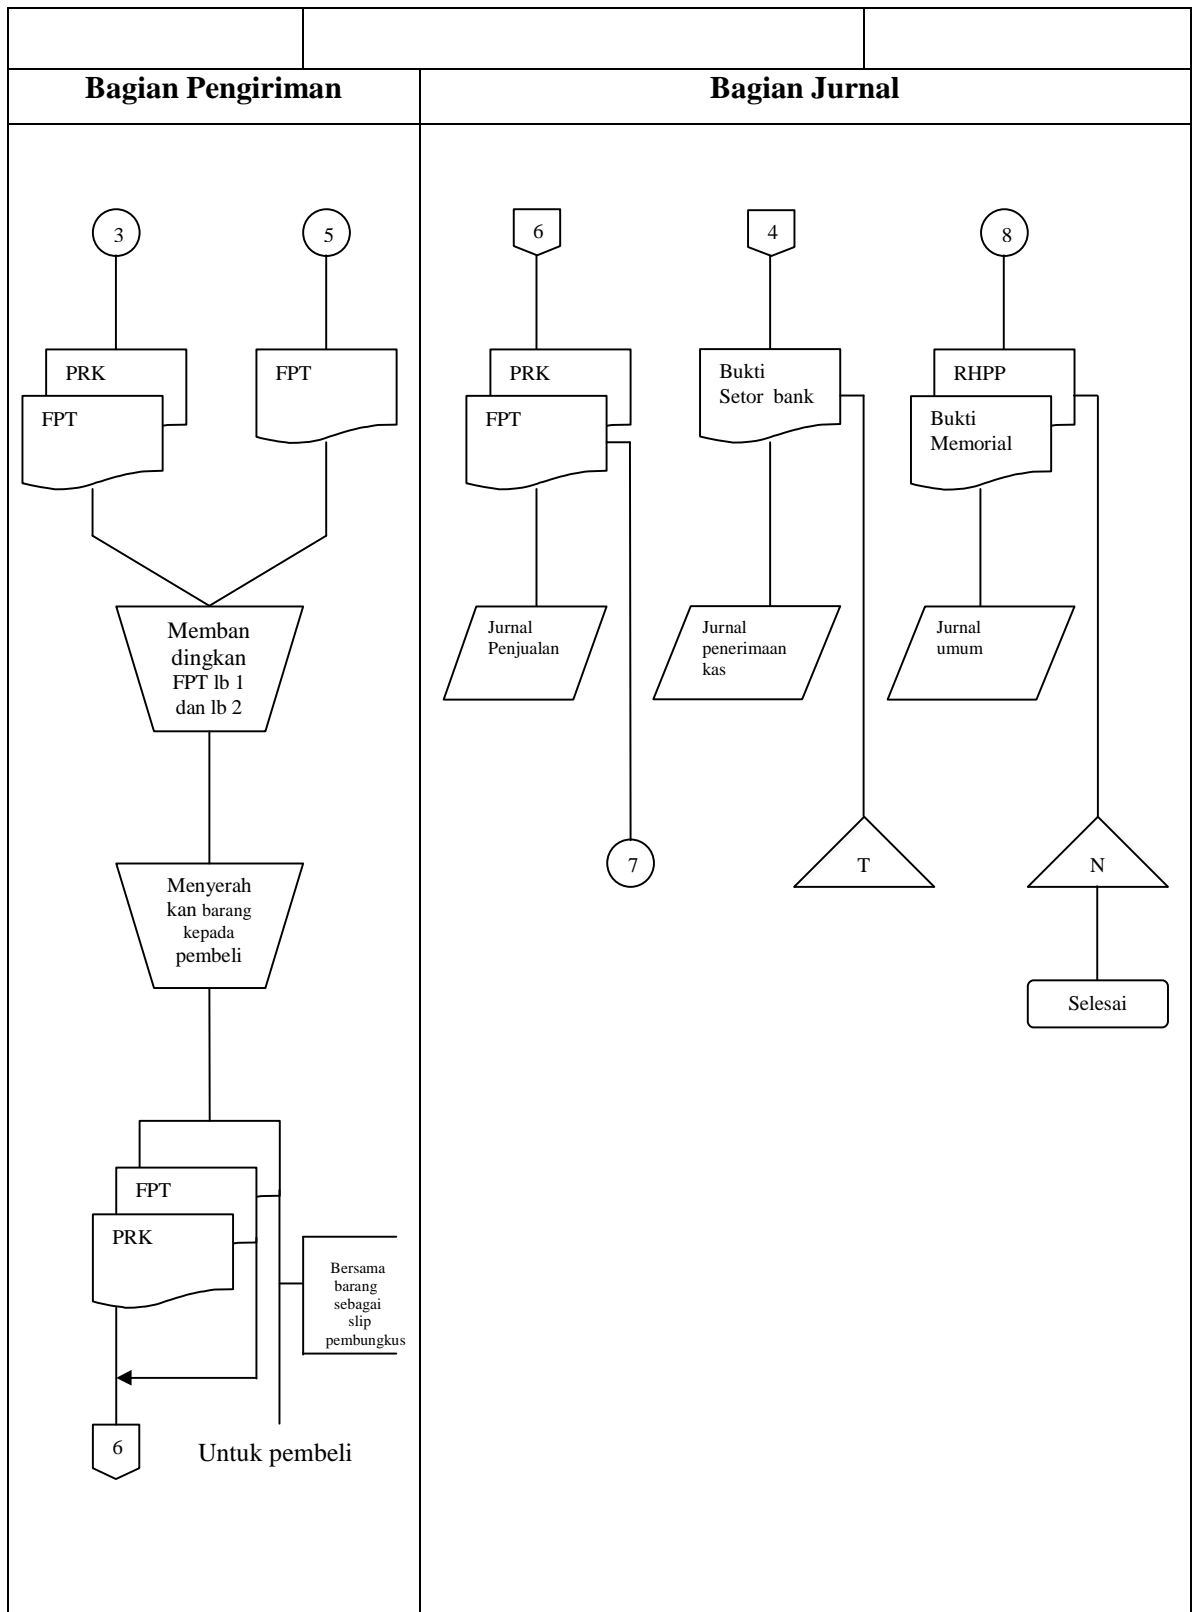 Bagian Pengiriman
Bagian Jurnal
3
5
PRK
FPT
FPT
Memban
dingkan
FPT lb 1
dan lb 2
Menyerah
kan barang
kepada
pembeli
FPT
PRK
Bersama
barang
sebagai
slip
pembungkus
6
Untuk pembeli
6
PRK
FPT
Jurnal
Penjualan
7
4
Bukti
Setor bank
Jurnal
penerimaan
kas
T
8
RHPP
Bukti
Memorial
Jurnal
umum
N
Selesai